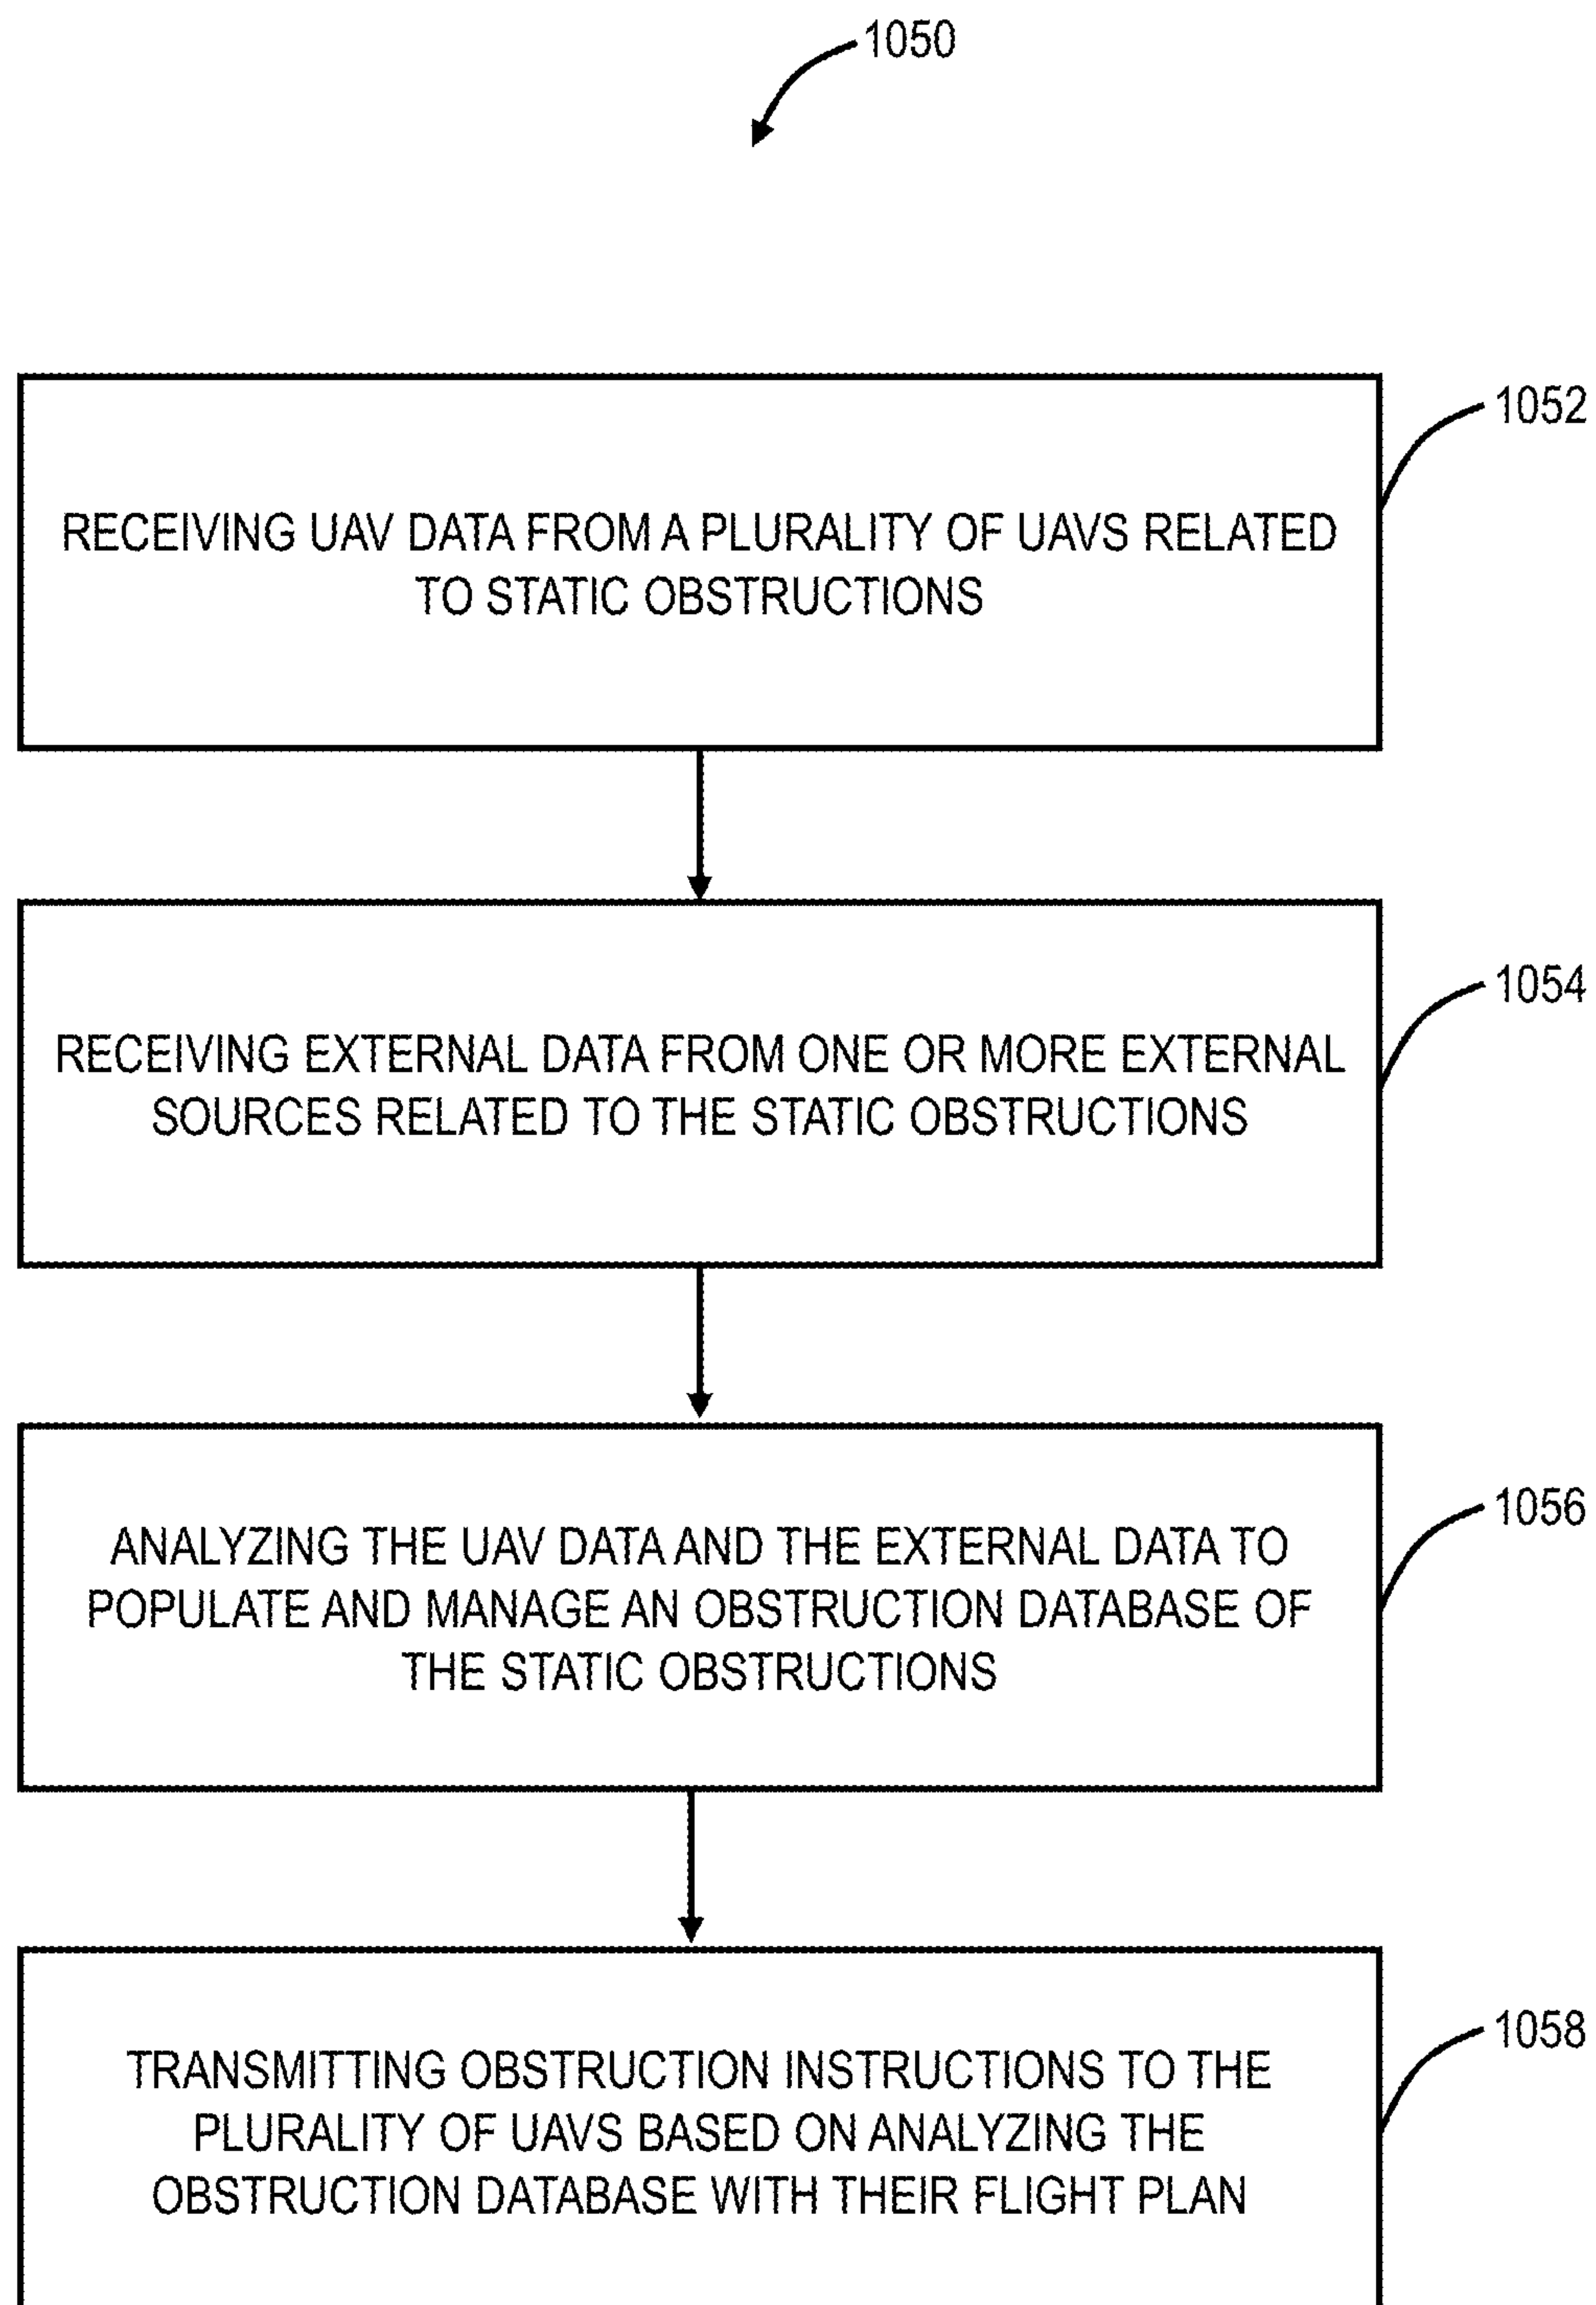 1050
1052
RECEIVING UAV DATA FROM A PLURALITY OF UAVS RELATED
TO STATIC OBSTRUCTIONS
1054
RECEIVING EXTERNAL DATA FROM ONE OR MORE EXTERNAL
SOURCES RELATED TO THE STATIC OBSTRUCTIONS
1056
ANALYZING THE UAV DATA AND THE EXTERNAL DATA TO
POPULATE AND MANAGE AN OBSTRUCTION DATABASE OF
THE STATIC OBSTRUCTIONS
1058
TRANSMITTING OBSTRUCTION INSTRUCTIONS TO THE
PLURALITY OF UAVS BASED ON ANALYZING THE
OBSTRUCTION DATABASE WITH THEIR FLIGHT PLAN